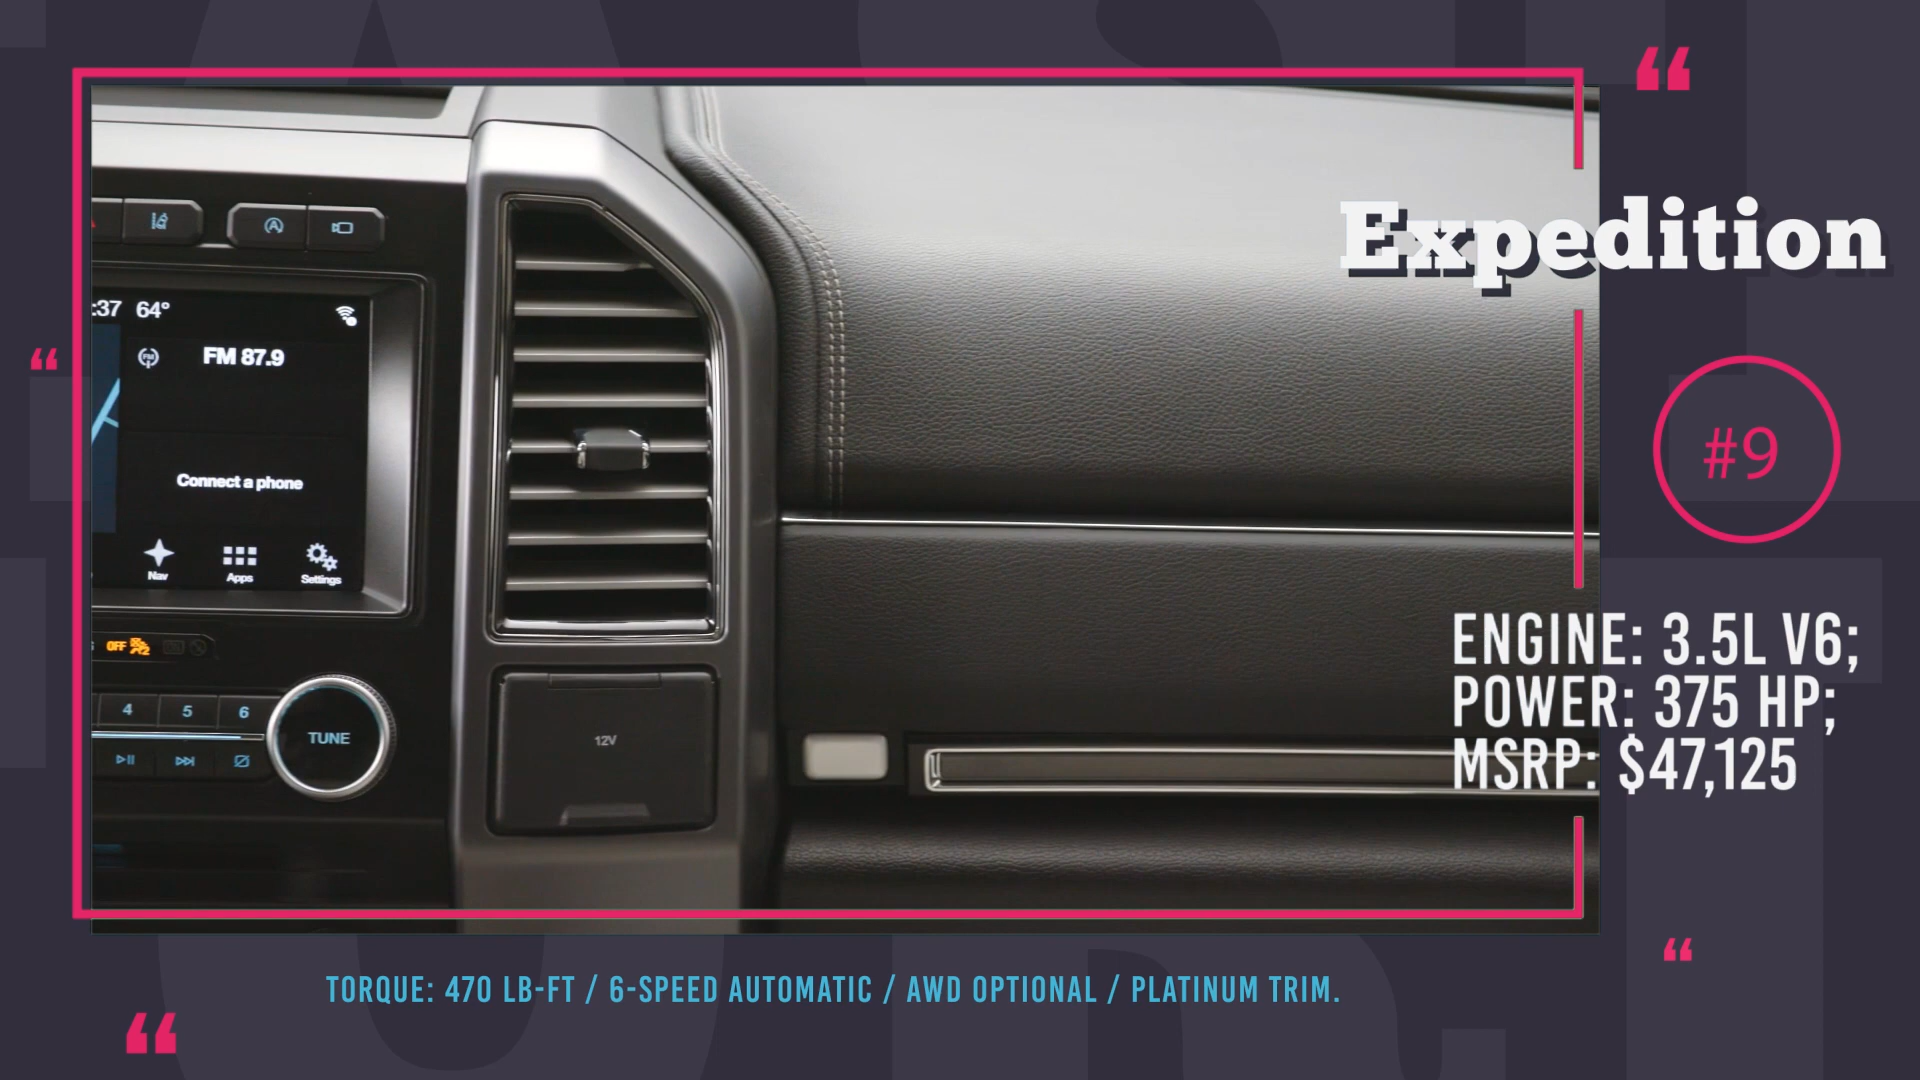 Expedition
#9
ENGINE: 3.5L V6;
POWER: 375 HP;
MSRP: $47,125
:37 64°
FM
FM 87.9
Connect a phone
Nav Apps Settings
OFF
4 5 6
TUNE
12V
TORQUE: 470 LB-FT / 6-SPEED AUTOMATIC / AWD OPTIONAL / PLATINUM TRIM.